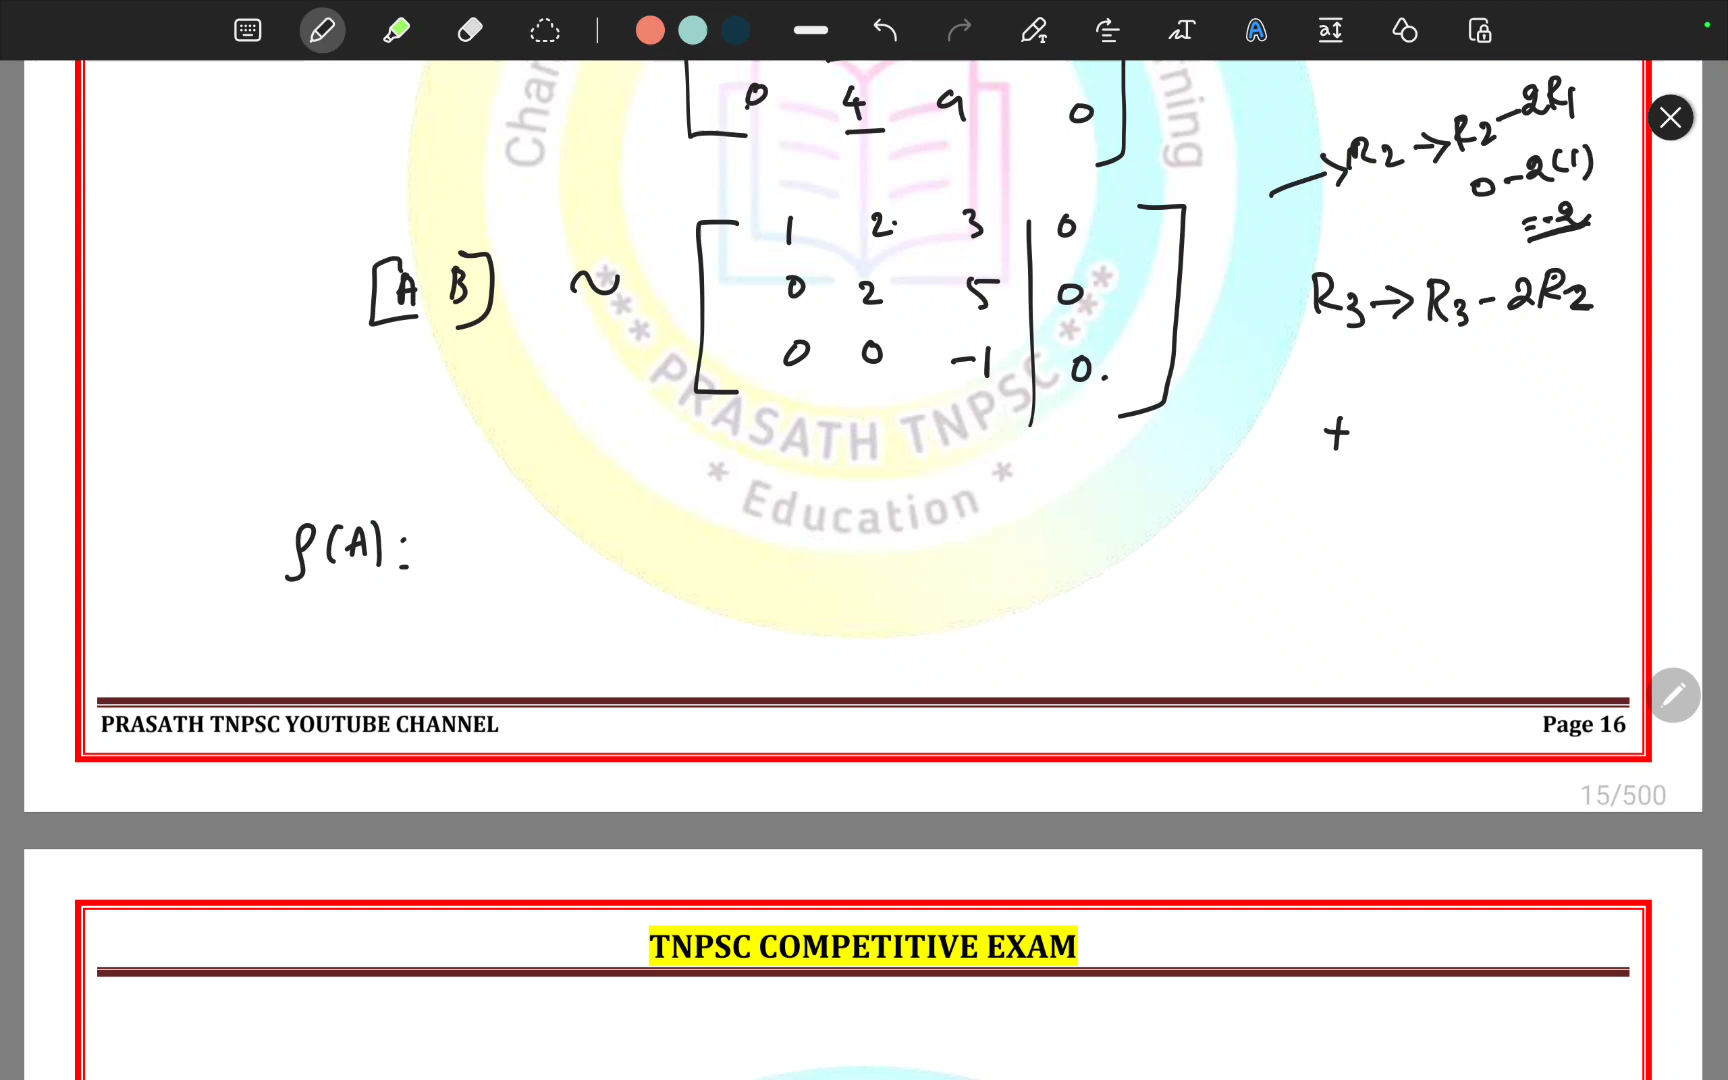 0 4 9 0
R2 → R2 - 2R1
0 - 2(1)
= -2
[A B] ~ [1 2 3 | 0
0 2 5 | 0
0 0 -1 | 0.]
R3 → R3 - 2R2
+
ρ(A):
*** PRASATH TNPSC ***
* Education *
PRASATH TNPSC YOUTUBE CHANNEL Page 16
15/500
TNPSC COMPETITIVE EXAM